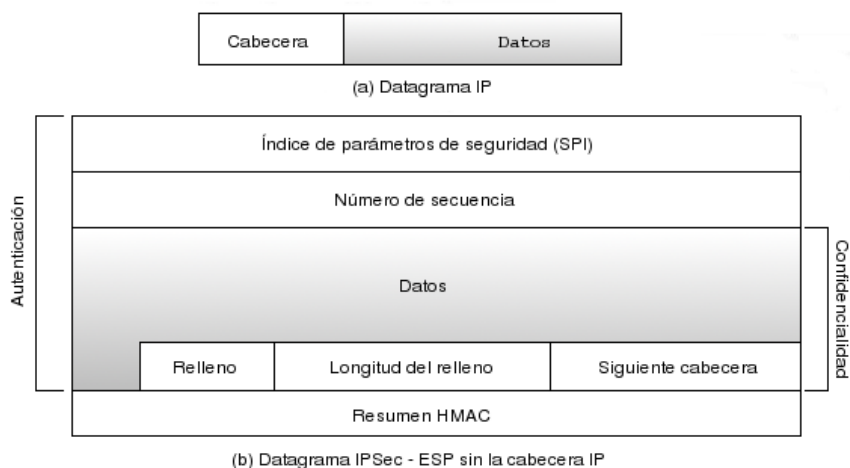 Cabecera
Datos
(a) Datagrama IP
Índice de parámetros de seguridad (SPI)
Número de secuencia
Autenticación
Datos
Confidencialidad
Relleno
Longitud del relleno
Siguiente cabecera
Resumen HMAC
(b) Datagrama IPSec - ESP sin la cabecera IP